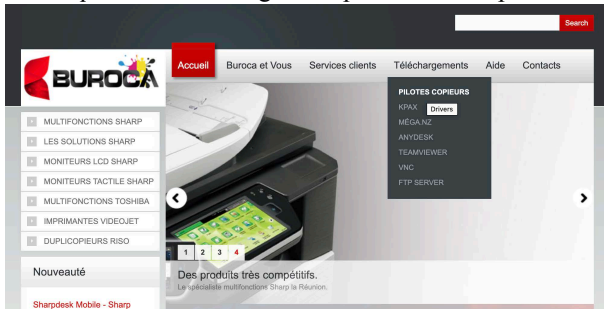 Search
BUROCA
Accueil Buroca et Vous Services clients Téléchargements Aide Contacts
PILOTES COPIEURS
KPAX
Drivers
MÉGA.NZ
ANYDESK
TEAMVIEWER
VNC
FTP SERVER
MULTIFONCTIONS SHARP
LES SOLUTIONS SHARP
MONITEURS LCD SHARP
MONITEURS TACTILE SHARP
MULTIFONCTIONS TOSHIBA
IMPRIMANTES VIDEOJET
DUPLICOPIEURS RISO
1 2 3 4
Des produits très compétitifs.
Le spécialiste multifonctions Sharp la Réunion.
Nouveauté
Sharpdesk Mobile - Sharp